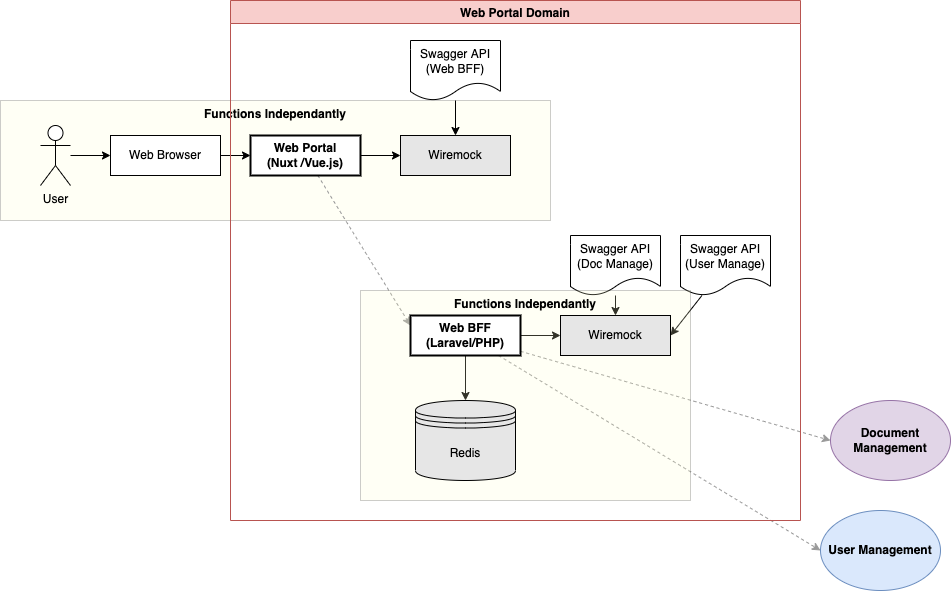 Web Portal Domain
Swagger API
(Web BFF)
Functions Independantly
Web Browser
Web Portal
(Nuxt /Vue.js)
Wiremock
User
Swagger API
(Doc Manage)
Swagger API
(User Manage)
Functions Independantly
Web BFF
(Laravel/PHP)
Wiremock
Redis
Document
Management
User Management